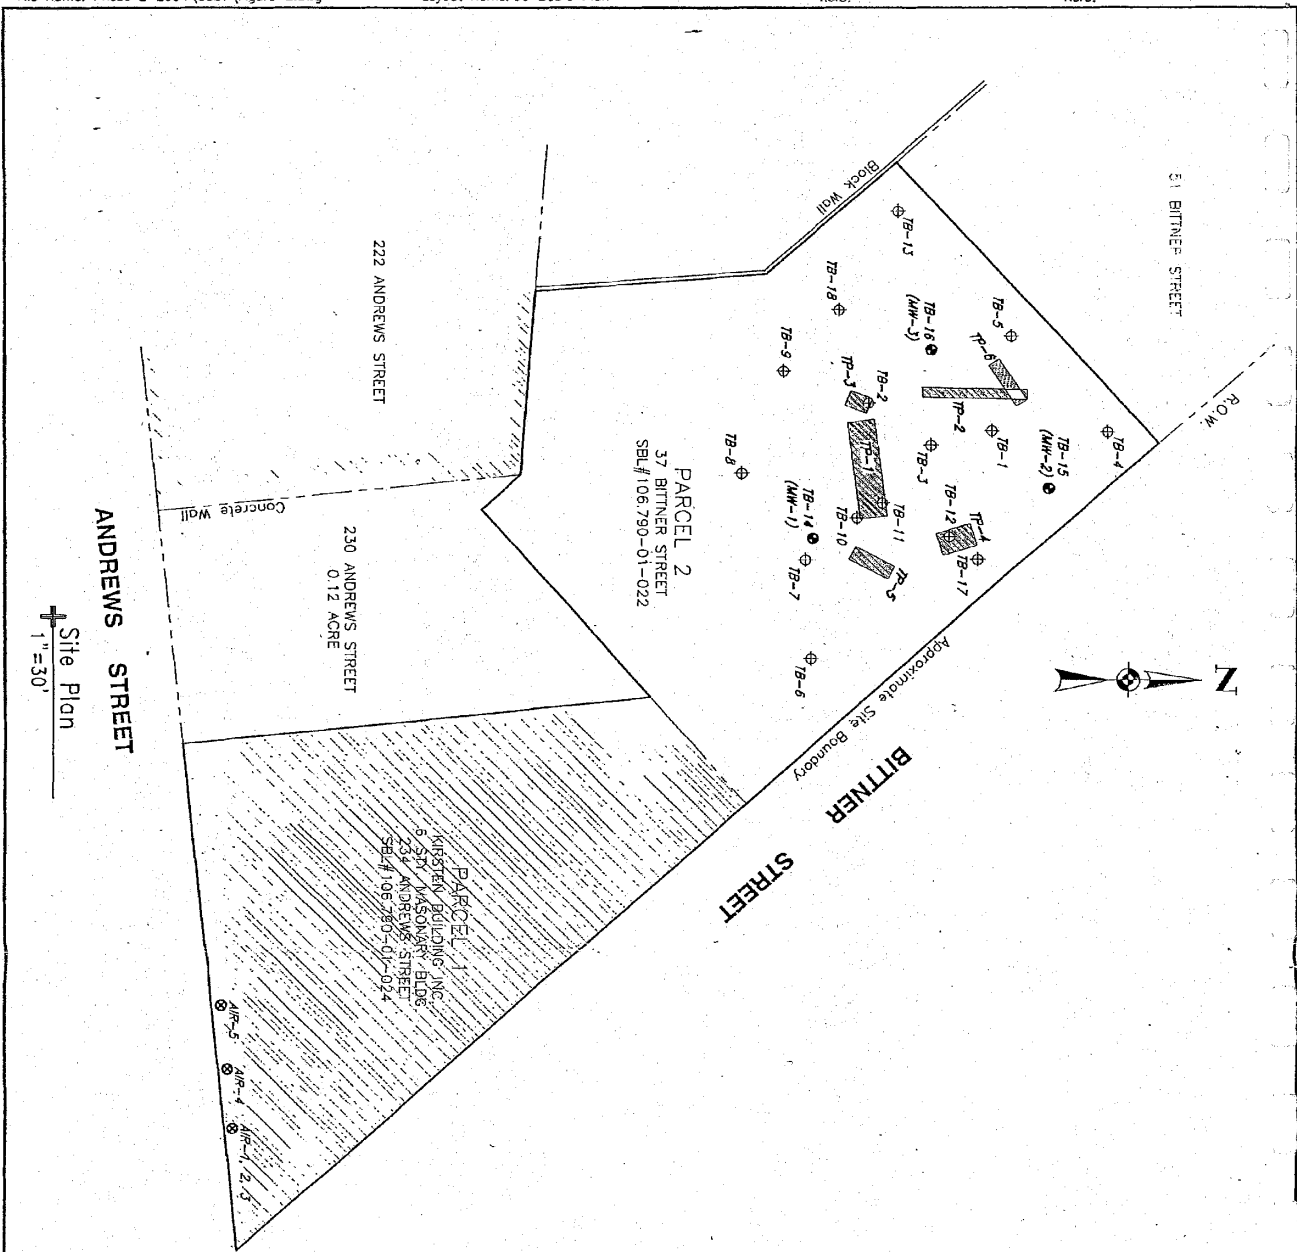 51 BITTNER STREET
R.O.W.
Block Wall
TB-13
TB-18
TB-16
(MW-3)
TB-5
TP-6
TB-9
TP-3
TB-2
TP-2
TB-1
TB-3
TB-15
(MW-2)
TB-4
TP-1
TB-8
TB-14
(MW-1)
TB-10
TB-11
TB-12
TP-4
TB-17
TP-5
TB-7
TB-6
PARCEL 2
37 BITTNER STREET
SBL#106.790-01-022
222 ANDREWS STREET
Concrete Wall
230 ANDREWS STREET
0.12 ACRE
Approximate Site Boundary
N
BITTNER STREET
ANDREWS STREET
Site Plan
1"=30'
PARCEL 1
KIRSTEN BUILDING INC.
6 STY MASONARY BLDG
234 ANDREWS STREET
SBL#106.790-01-024
AIR-5
AIR-4
AIR-1, 2, 3